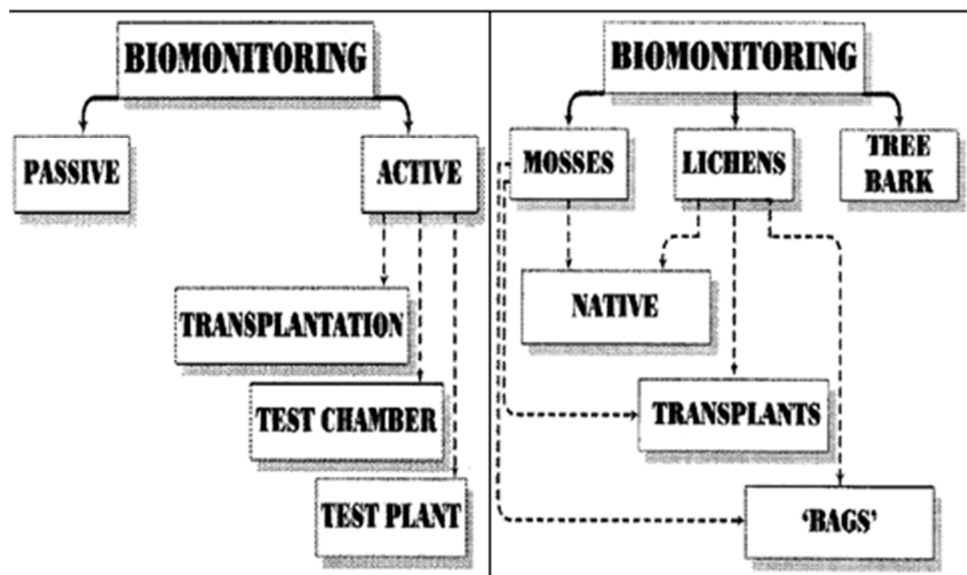 BIOMONITORING
PASSIVE
ACTIVE
TRANSPLANTATION
TEST CHAMBER
TEST PLANT
BIOMONITORING
MOSSES
LICHENS
TREE
BARK
NATIVE
TRANSPLANTS
'BAGS'